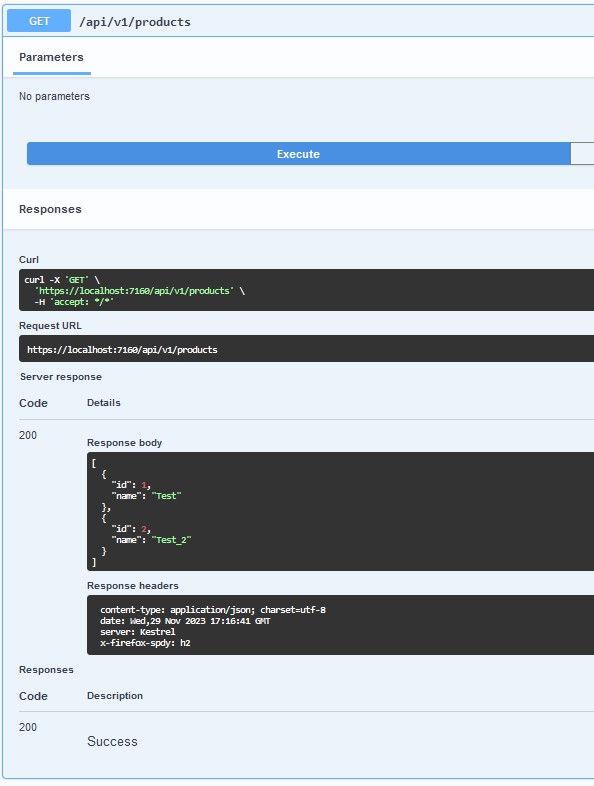 GET /api/v1/products
Parameters
No parameters
Execute
Responses
Curl
curl -X 'GET' \
'https://localhost:7160/api/v1/products' \
-H 'accept: */*'
Request URL
https://localhost:7160/api/v1/products
Server response
Code Details
200
Response body
[
{
"id": 1,
"name": "Test"
},
{
"id": 2,
"name": "Test_2"
}
]
Response headers
content-type: application/json; charset=utf-8
date: Wed,29 Nov 2023 17:16:41 GMT
server: Kestrel
x-firefox-spdy: h2
Responses
Code Description
200
Success